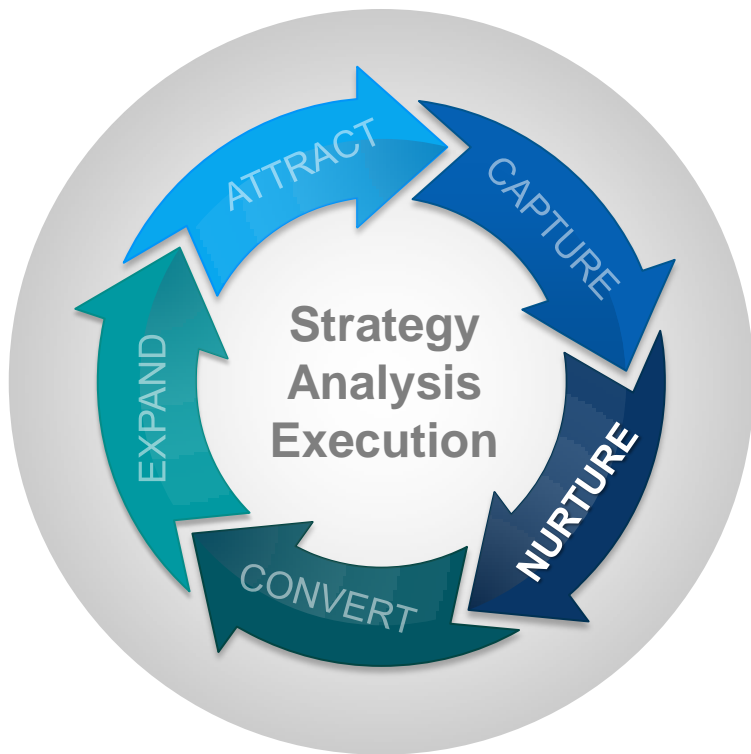 ATTRACT
CAPTURE
NURTURE
CONVERT
EXPAND
Strategy
Analysis
Execution